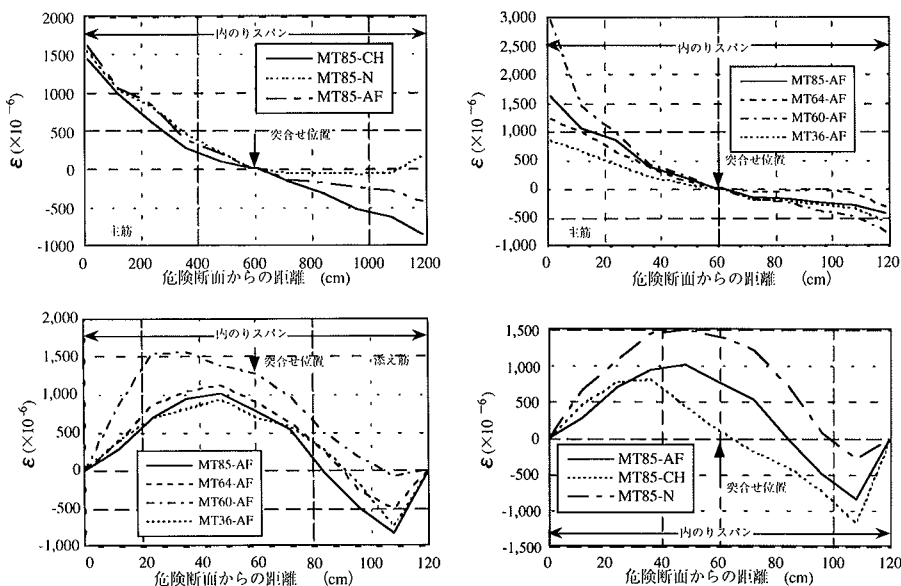 2000
1500
1000
500
0
-500
-1000
ε (×10⁻⁶)
内のりスパン
MT85-CH
MT85-N
MT85-AF
突合せ位置
主筋
0 200 400 600 800 1000 1200
危険断面からの距離 (cm)
3,000
2,500
2,000
1,500
1,000
500
0
-500
-1,000
ε (×10⁻⁶)
内のりスパン
MT85-AF
MT64-AF
MT60-AF
MT36-AF
突合せ位置
主筋
0 20 40 60 80 100 120
危険断面からの距離 (cm)
2,000
1,500
1,000
500
0
-500
-1,000
ε (×10⁻⁶)
内のりスパン
突合せ位置
添え筋
MT85-AF
MT64-AF
MT60-AF
MT36-AF
0 20 40 60 80 100 120
危険断面からの距離 (cm)
1,500
1,000
500
0
-500
-1,000
-1,500
ε (×10⁻⁶)
MT85-AF
MT85-CH
MT85-N
突合せ位置
内のりスパン
0 20 40 60 80 100 120
危険断面からの距離 (cm)